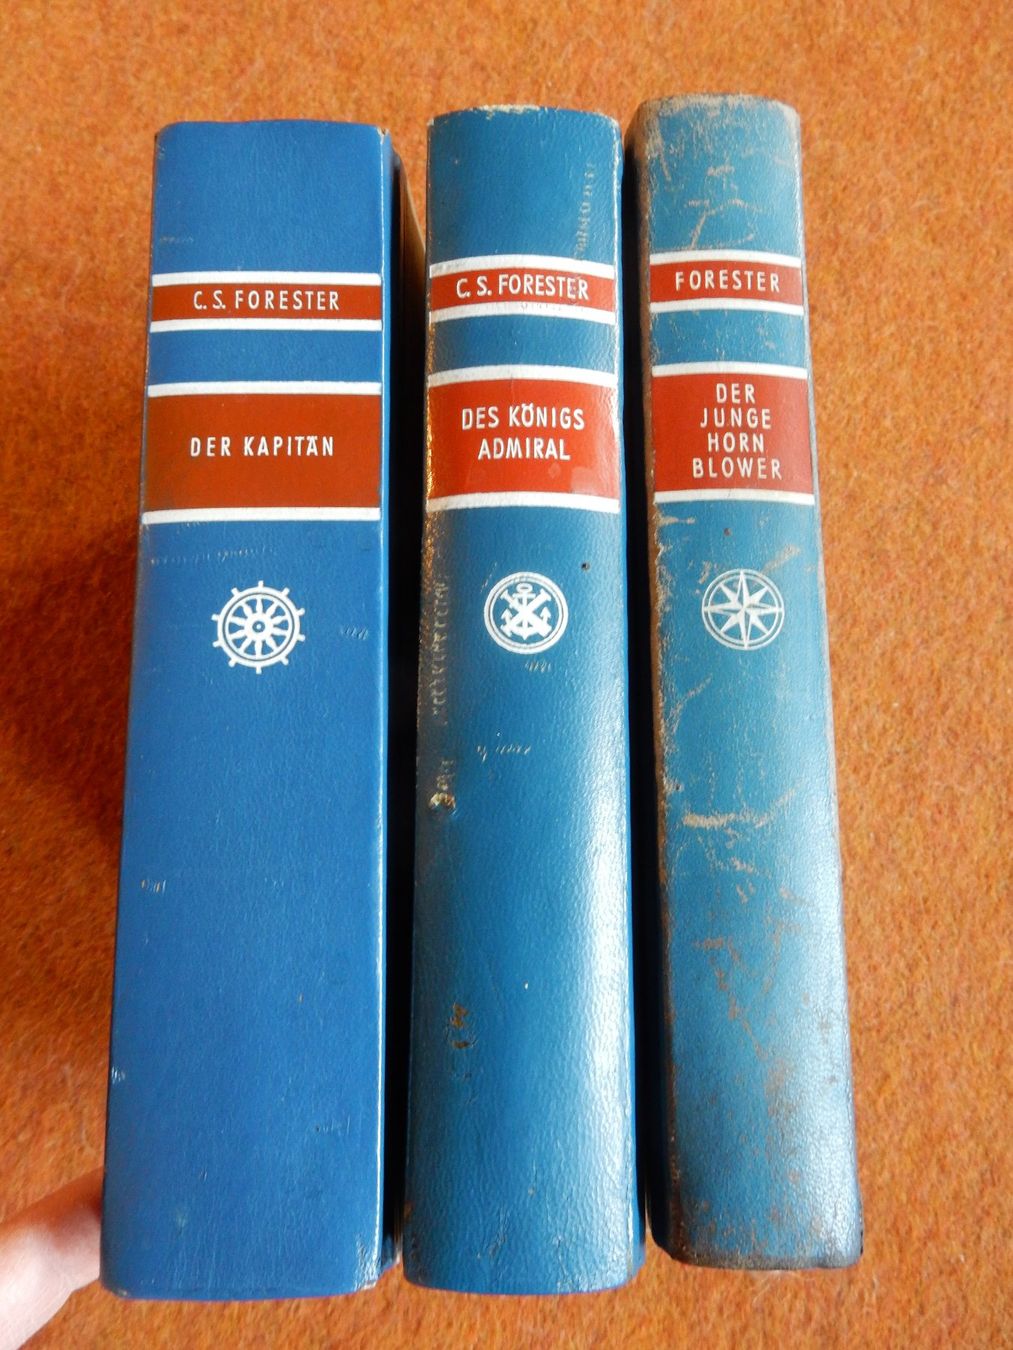 C. S. FORESTER
DER KAPITÄN
C. S. FORESTER
DES KÖNIGS
ADMIRAL
FORESTER
DER
JUNGE
HORN
BLOWER